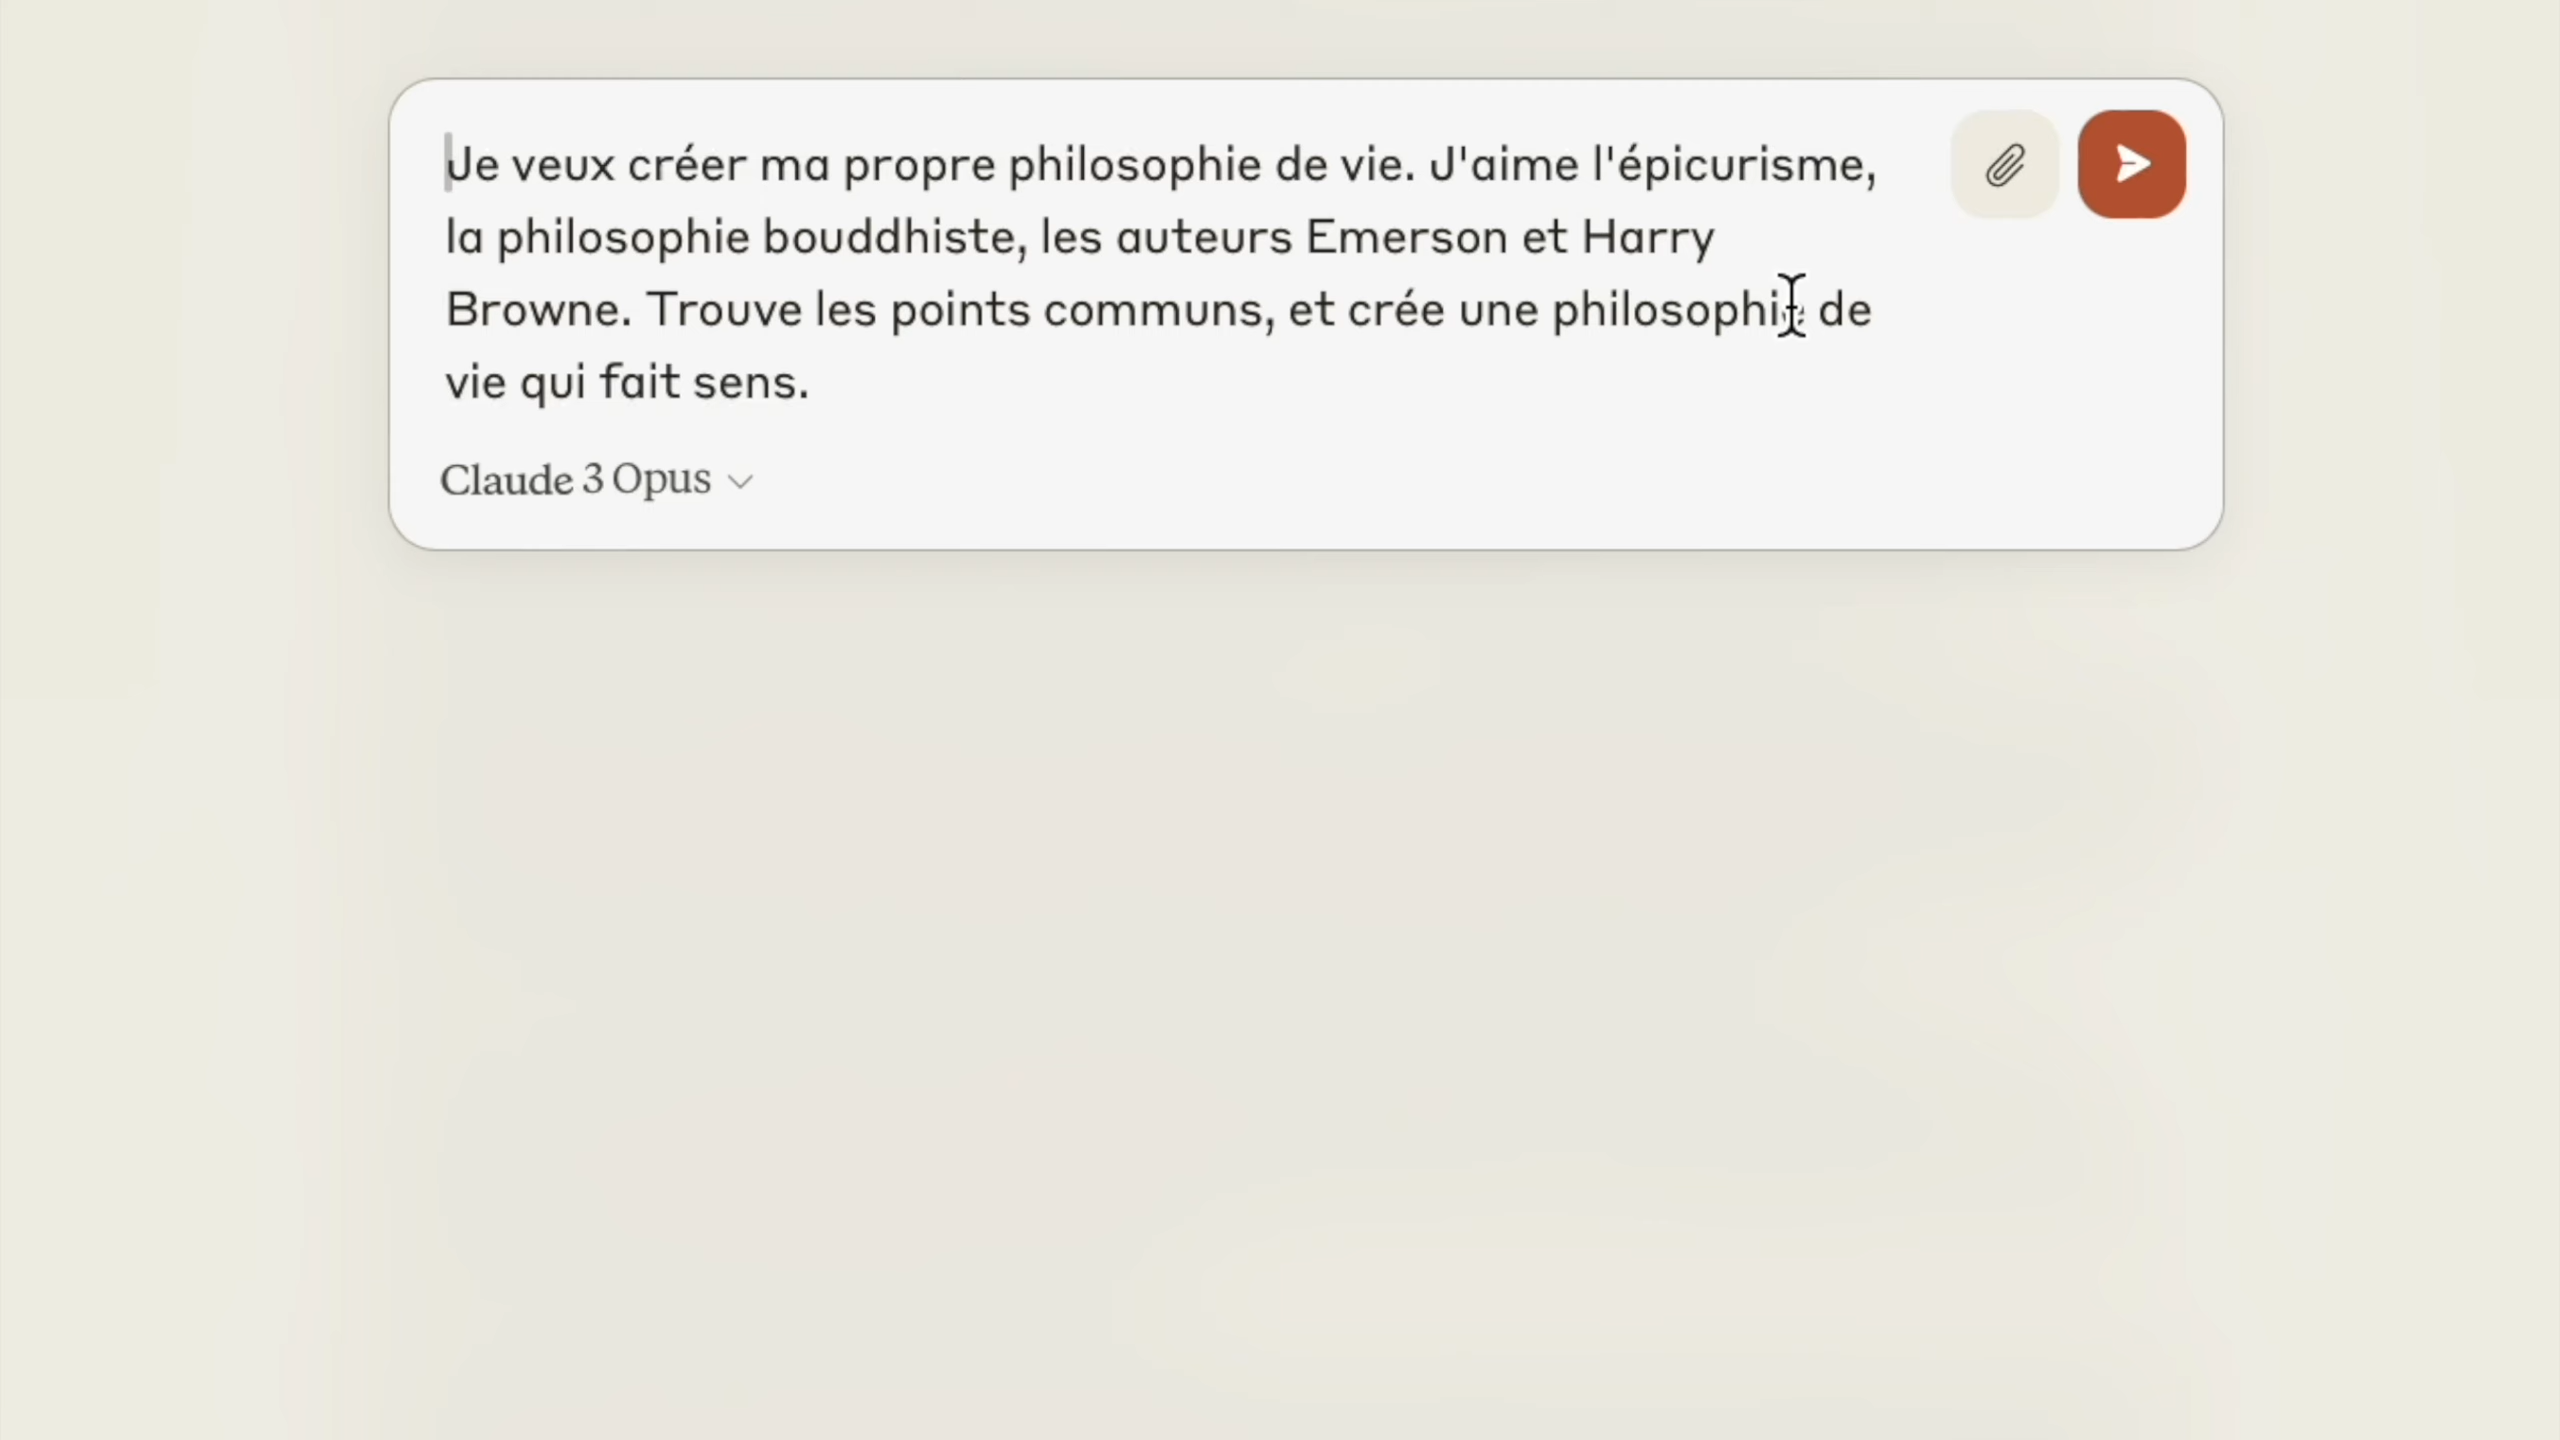 Je veux créer ma propre philosophie de vie. J'aime l'épicurisme,
la philosophie bouddhiste, les auteurs Emerson et Harry
Browne. Trouve les points communs, et crée une philosophie de
vie qui fait sens.
Claude 3 Opus